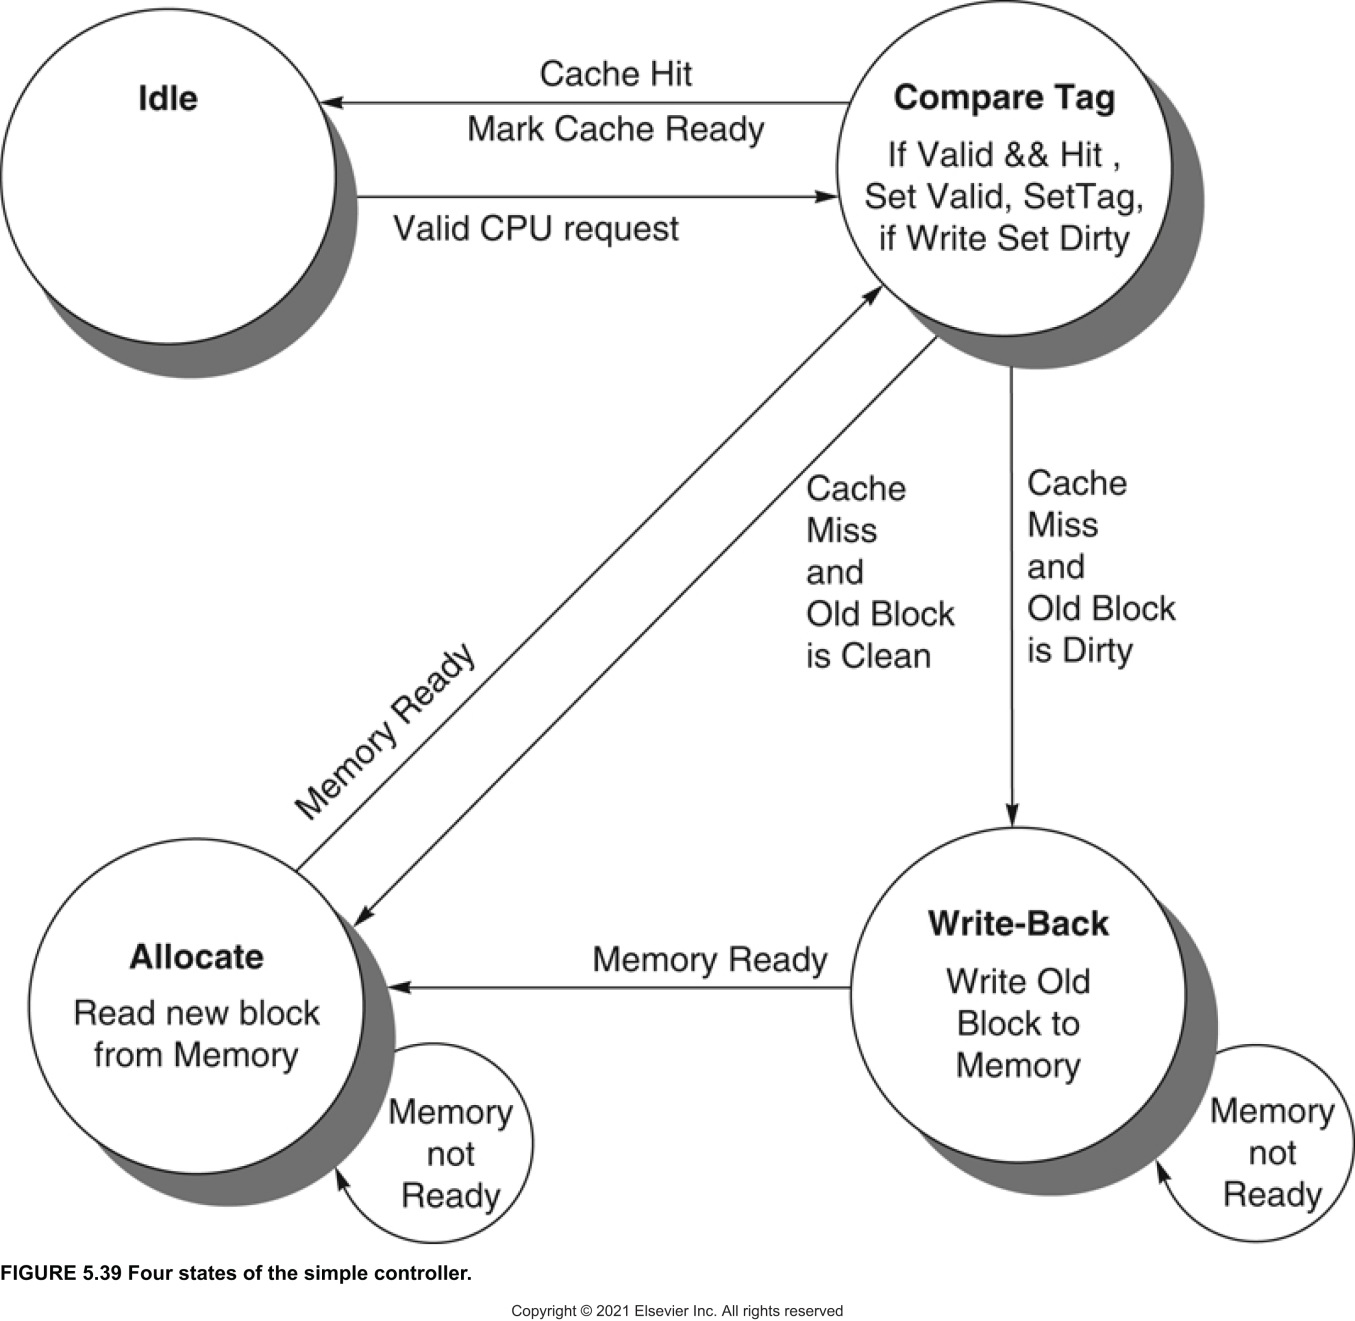 Idle
Cache Hit
Mark Cache Ready
Valid CPU request
Compare Tag
If Valid && Hit ,
Set Valid, SetTag,
if Write Set Dirty
Memory Ready
Cache
Miss
and
Old Block
is Clean
Cache
Miss
and
Old Block
is Dirty
Allocate
Read new block
from Memory
Memory
not
Ready
Memory Ready
Write-Back
Write Old
Block to
Memory
Memory
not
Ready
FIGURE 5.39 Four states of the simple controller.
Copyright © 2021 Elsevier Inc. All rights reserved